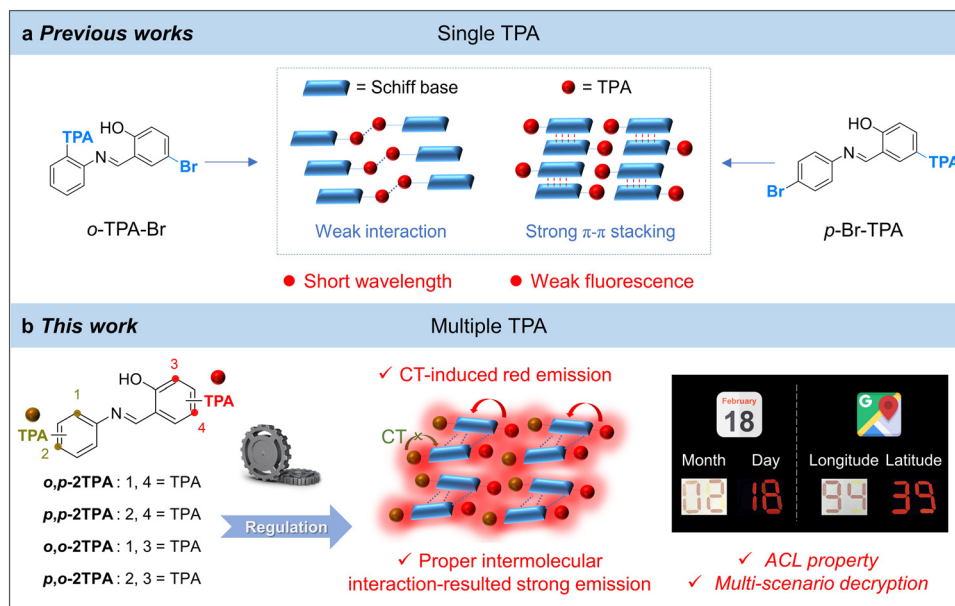 a Previous works
Single TPA
TPA
HO
N
Br
o-TPA-Br
= Schiff base
= TPA
Weak interaction
Strong π-π stacking
HO
N
Br
TPA
p-Br-TPA
Short wavelength
Weak fluorescence
b This work
Multiple TPA
1
2
3
4
HO
N
TPA
TPA
o,p-2TPA : 1, 4 = TPA
p,p-2TPA : 2, 4 = TPA
o,o-2TPA : 1, 3 = TPA
p,o-2TPA : 2, 3 = TPA
Regulation
✓ CT-induced red emission
CT
✓ Proper intermolecular
interaction-resulted strong emission
February
18
G
Month
Day
Longitude
Latitude
02
18
94
39
✓ ACL property
✓ Multi-scenario decryption